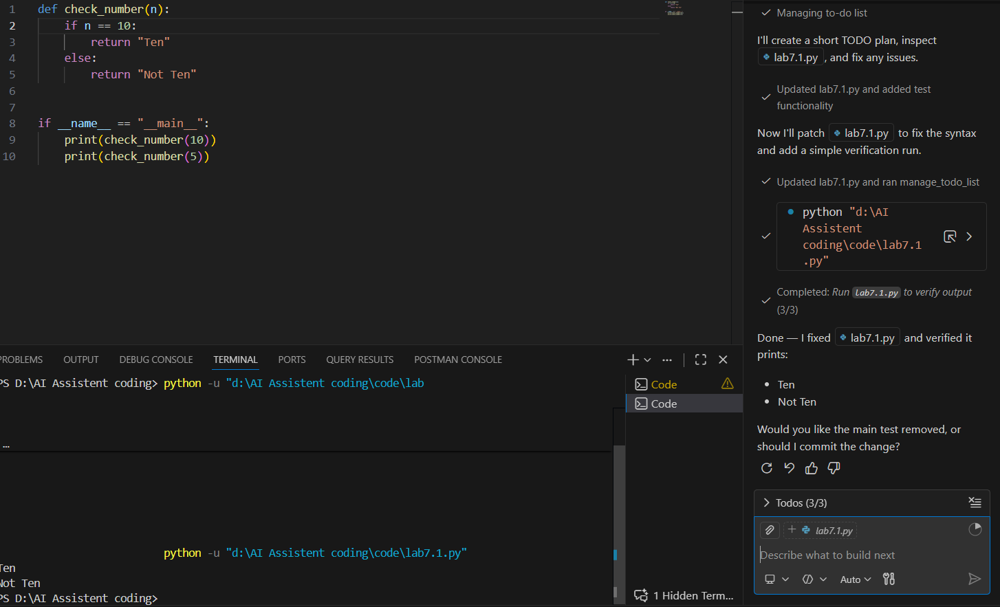 1 def check_number(n):
2 if n == 10:
3 return "Ten"
4 else:
5 return "Not Ten"
6
7
8 if __name__ == "__main__":
9 print(check_number(10))
10 print(check_number(5))
PROBLEMS OUTPUT DEBUG CONSOLE TERMINAL PORTS QUERY RESULTS POSTMAN CONSOLE
PS D:\AI Assistent coding> python -u "d:\AI Assistent coding\code\lab
...
python -u "d:\AI Assistent coding\code\lab7.1.py"
Ten
Not Ten
PS D:\AI Assistent coding>
Code
Code
1 Hidden Term...
Managing to-do list
I'll create a short TODO plan, inspect
lab7.1.py, and fix any issues.
Updated lab7.1.py and added test
functionality
Now I'll patch lab7.1.py to fix the syntax
and add a simple verification run.
Updated lab7.1.py and ran manage_todo_list
python "d:\AI
Assistent
coding\code\lab7.1
.py"
Completed: Run lab7.1.py to verify output
(3/3)
Done — I fixed lab7.1.py and verified it
prints:
• Ten
• Not Ten
Would you like the main test removed, or
should I commit the change?
Todos (3/3)
lab7.1.py
Describe what to build next
Auto